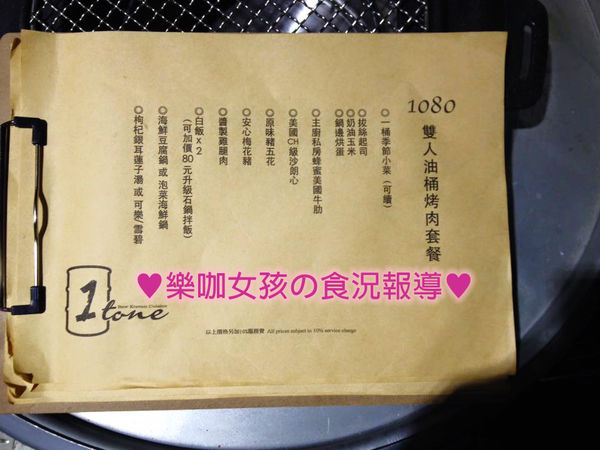 1080
雙人油桶烤肉套餐
◎一桶季節小菜（可續）
◎拔絲起司
◎奶油玉米
◎鍋邊烘蛋
◎主廚私房蜂蜜美國牛肋
◎美國CH級沙朗心
◎原味豬五花
◎安心梅花豬
◎醬製雞腿肉
◎白飯x2
（可加價80元升級石鍋拌飯）
◎海鮮豆腐鍋 或 泡菜海鮮鍋
◎枸杞銀耳蓮子湯 或 可樂/雪碧
♥樂咖女孩の食況報導♥
1tone
New Korean Cuisine
以上價格另加10%服務費 All prices subject to 10% service charge